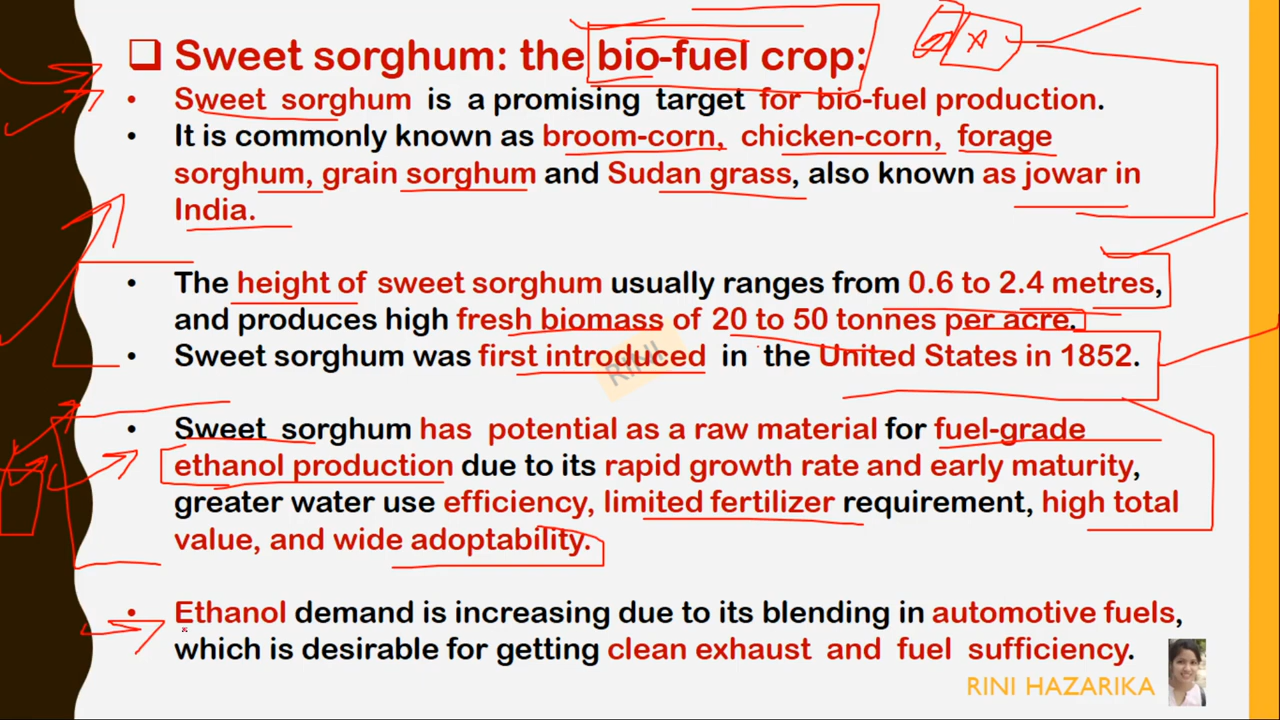 Sweet sorghum: the bio-fuel crop:
• Sweet sorghum is a promising target for bio-fuel production.
• It is commonly known as broom-corn, chicken-corn, forage
sorghum, grain sorghum and Sudan grass, also known as jowar in
India.
• The height of sweet sorghum usually ranges from 0.6 to 2.4 metres,
and produces high fresh biomass of 20 to 50 tonnes per acre.
• Sweet sorghum was first introduced in the United States in 1852.
RINI
• Sweet sorghum has potential as a raw material for fuel-grade
ethanol production due to its rapid growth rate and early maturity,
greater water use efficiency, limited fertilizer requirement, high total
value, and wide adoptability.
• Ethanol demand is increasing due to its blending in automotive fuels,
which is desirable for getting clean exhaust and fuel sufficiency.
RINI HAZARIKA